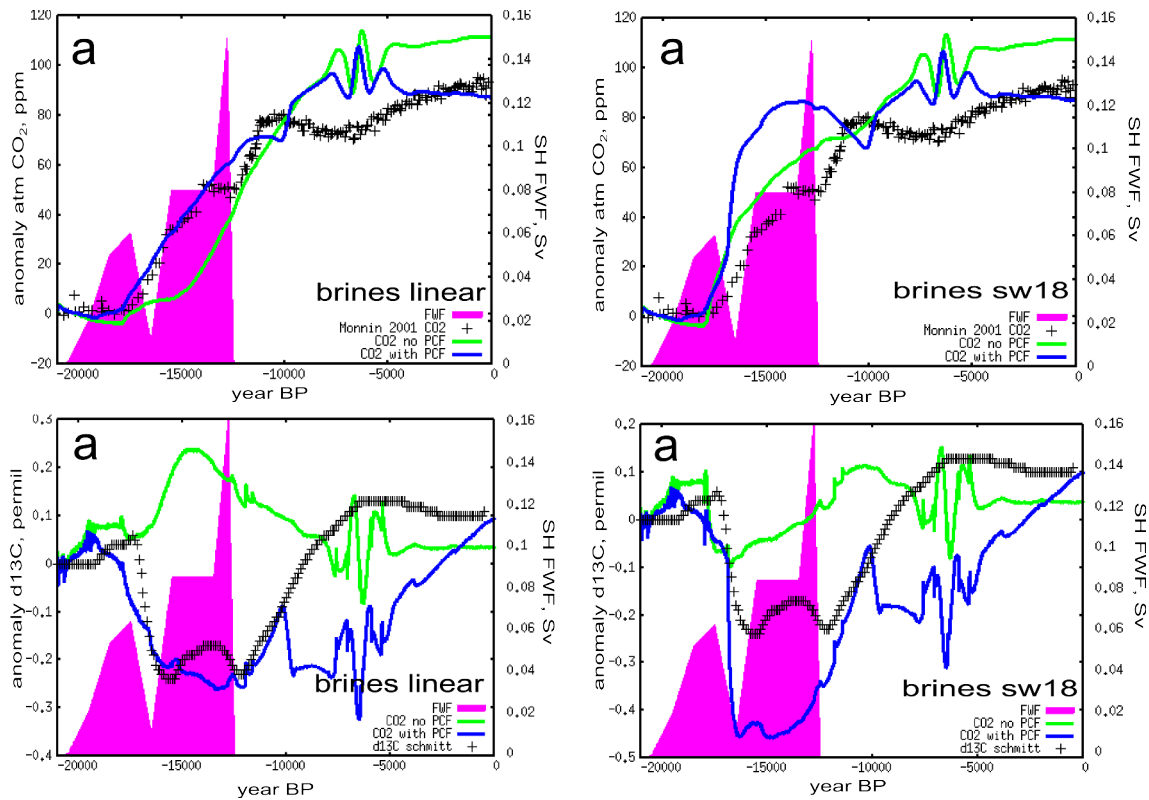 a
120
100
80
60
40
20
0
-20
anomaly atm CO2, ppm
0.16
0.14
0.12
0.1
0.08
0.06
0.04
0.02
0
SH FWF, Sv
brines linear
FWF
Monnin 2001 CO2
CO2 no PCF
CO2 with PCF
-20000 -15000 -10000 -5000 0
year BP
a
120
100
80
60
40
20
0
-20
anomaly atm CO2, ppm
0.16
0.14
0.12
0.1
0.08
0.06
0.04
0.02
0
SH FWF, Sv
brines sw18
FWF
Monnin 2001 CO2
CO2 no PCF
CO2 with PCF
-20000 -15000 -10000 -5000 0
year BP
a
0.3
0.2
0.1
0
-0.1
-0.2
-0.3
-0.4
anomaly d13C, permil
0.16
0.14
0.12
0.1
0.08
0.06
0.04
0.02
0
SH FWF, Sv
brines linear
FWF
CO2 no PCF
CO2 with PCF
d13C schmitt
-20000 -15000 -10000 -5000 0
year BP
a
0.2
0.1
0
-0.1
-0.2
-0.3
-0.4
-0.5
anomaly d13C, permil
0.16
0.14
0.12
0.1
0.08
0.06
0.04
0.02
0
SH FWF, Sv
brines sw18
FWF
CO2 no PCF
CO2 with PCF
d13C schmitt
-20000 -15000 -10000 -5000 0
year BP